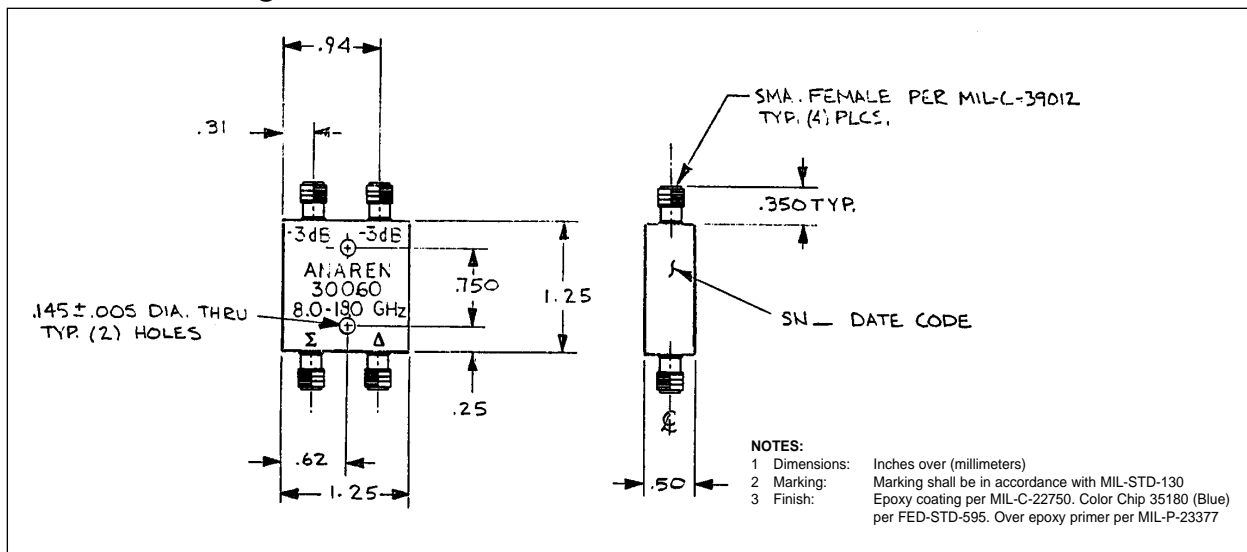 .94
.31
SMA. FEMALE PER MIL-C-39012
TYP. (4) PLCS.
.350 TYP.
-3dB -3dB
ANAREN
30060
8.0-180 GHz
Σ Δ
.750
1.25
.145±.005 DIA. THRU
TYP. (2) HOLES
SN_ DATE CODE
.25
.62
1.25
℄
.50
NOTES:
1 Dimensions: Inches over (millimeters)
2 Marking: Marking shall be in accordance with MIL-STD-130
3 Finish: Epoxy coating per MIL-C-22750. Color Chip 35180 (Blue)
per FED-STD-595. Over epoxy primer per MIL-P-23377